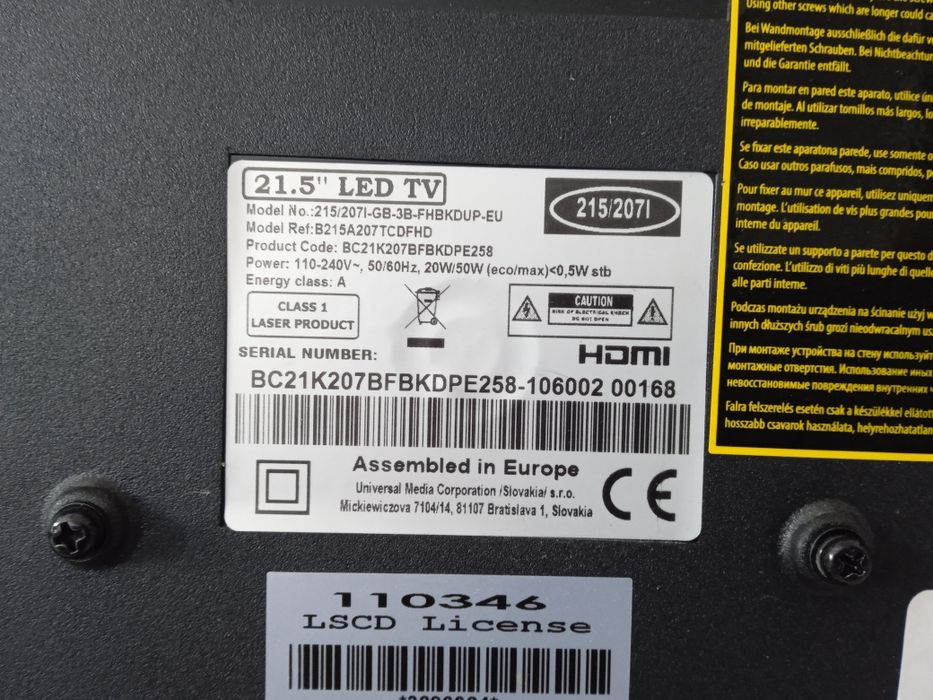 21.5" LED TV
215/207I
Model No.:215/207I-GB-3B-FHBKDUP-EU
Model Ref:B215A207TCDFHD
Product Code: BC21K207BFBKDPE258
Power: 110-240V~, 50/60Hz, 20W/50W (eco/max)<0,5W stb
Energy class: A
CLASS 1
LASER PRODUCT
CAUTION
RISK OF ELECTRICAL SHOCK
DO NOT OPEN
HDMI
SERIAL NUMBER:
BC21K207BFBKDPE258-106002 00168
Assembled in Europe
Universal Media Corporation /Slovakia/ s.r.o.
Mickiewiczova 7104/14, 81107 Bratislava 1, Slovakia
CE
110346
LSCD License
Using other screws which are longer could
Bei Wandmontage ausschließlich die dafür
mitgelieferten Schrauben. Bei Nichtbeachtung
und die Garantie entfällt.
Para montar en pared este aparato, utilice
de montaje. Al utilizar tornillos más largos,
irreparablemente.
Se fixar este aparatona parede, use somente
Caso usar outros parafusos, mais compridos,
Pour fixer au mur ce appareil, utilisez
montage. L'utilisation de vis plus grandes
interne du appareil.
Se utilizzate un supporto a parete per questo
confezione. L'utilizzo di viti più lunghe di
alle parti interne.
Podczas montażu urządzenia na ścinanie użyj
innych dłuższych śrub grozi nieodwracalnym
При монтаже устройства на стену
монтажные отверстия. Использование
невосстановимые повреждения внутренних
Falra felszerelés esetén csak a készülékkel
hosszabb csavarok használata,